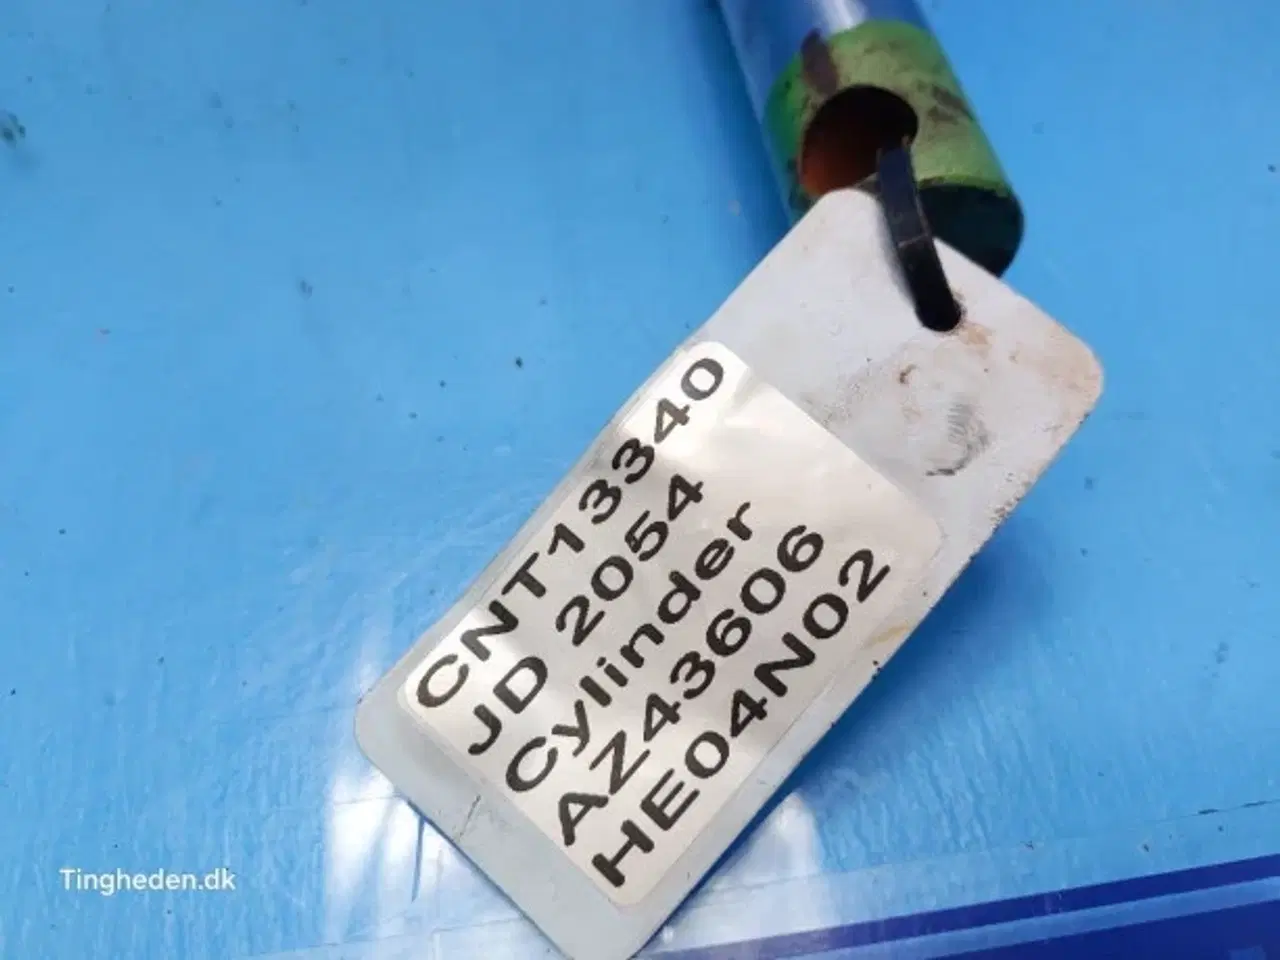 CNT13340
JD 2054
Cylinder
AZ43606
HE04N02
Tingheden.dk